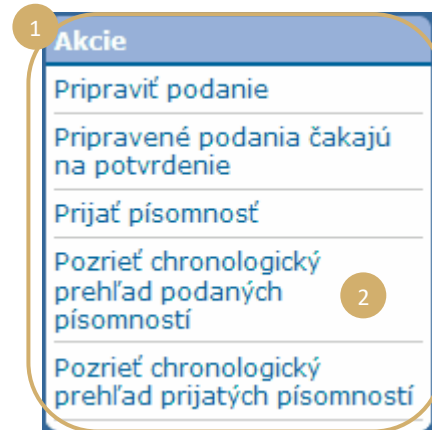 1
Akcie
Pripraviť podanie
Pripravené podania čakajú
na potvrdenie
Prijať písomnosť
Pozrieť chronologický
prehľad podaných
písomností
2
Pozrieť chronologický
prehľad prijatých písomností